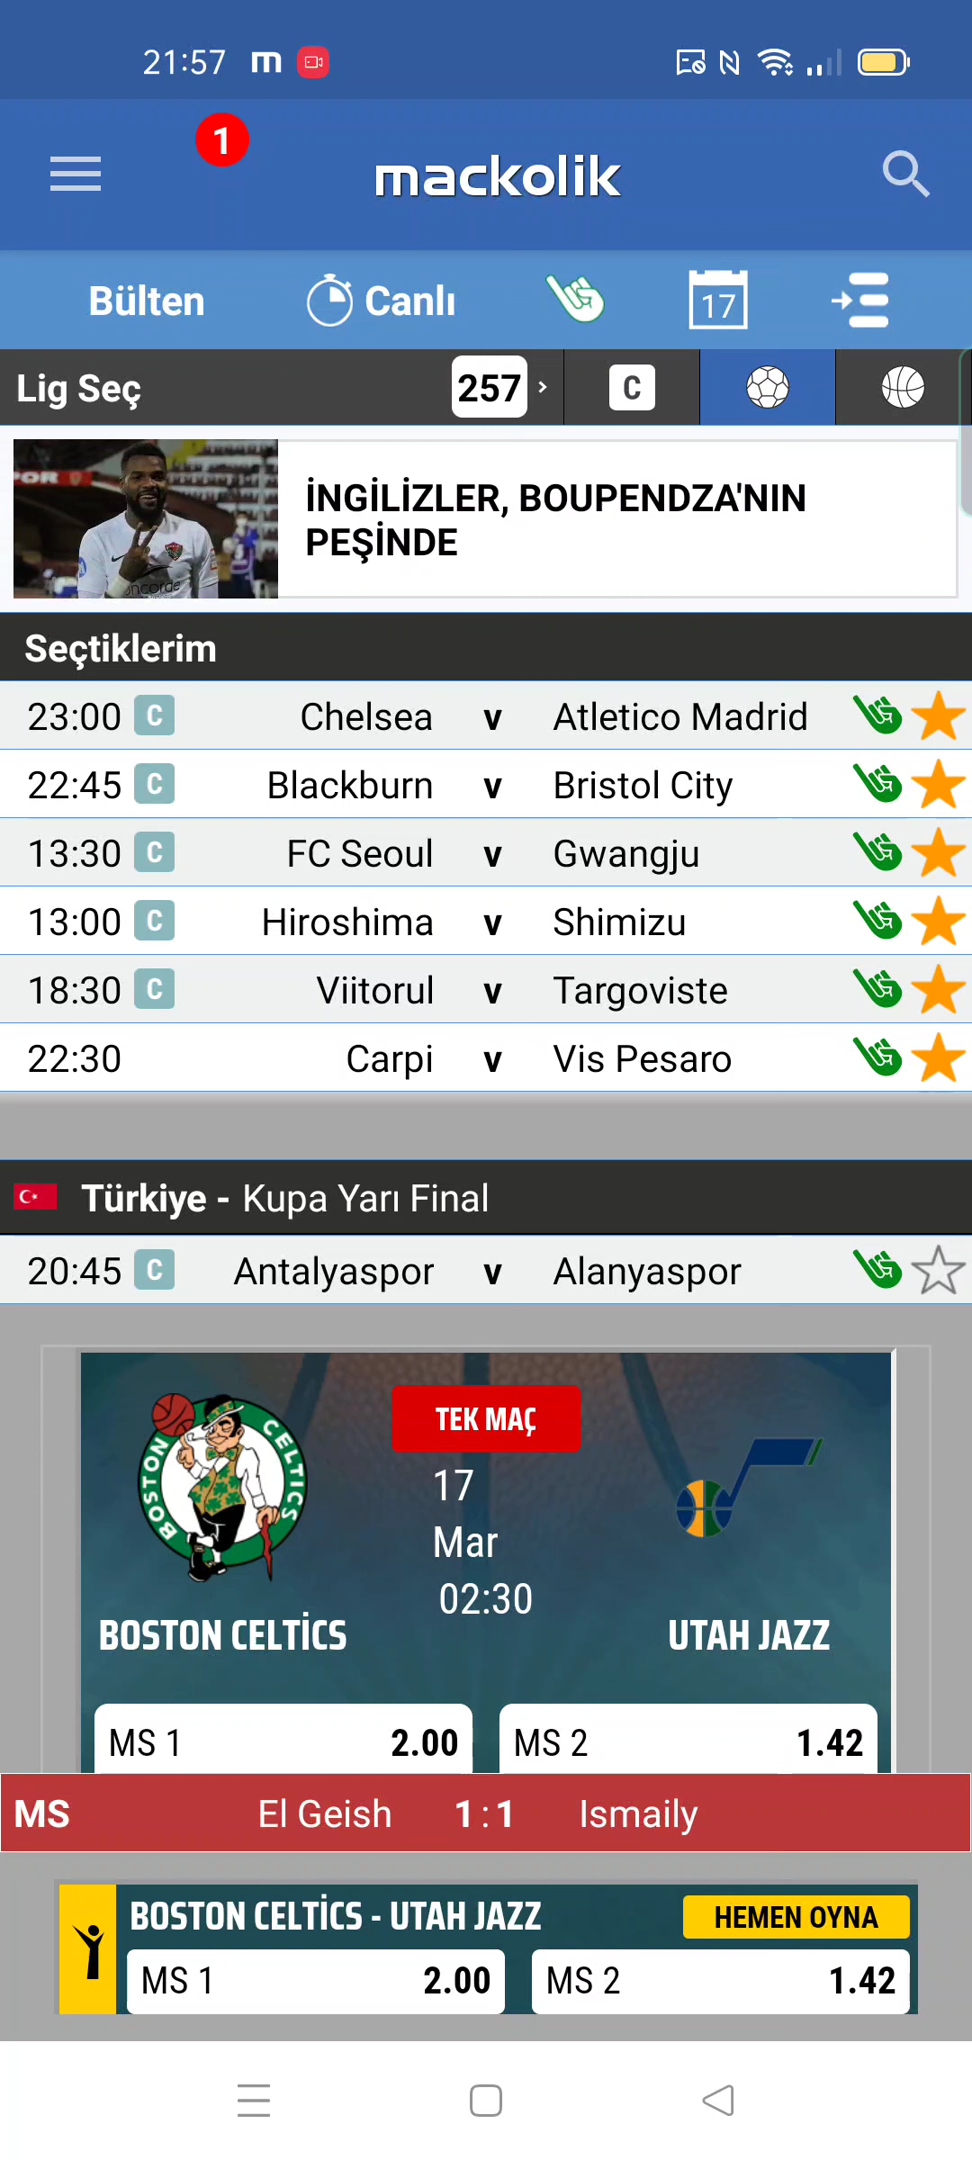 21:57 m
1
mackolik
Bülten Canlı 17
Lig Seç 257 › C
POR
concorde
İNGİLİZLER, BOUPENDZA'NIN
PEŞİNDE
Seçtiklerim
23:00 C Chelsea v Atletico Madrid
22:45 C Blackburn v Bristol City
13:30 C FC Seoul v Gwangju
13:00 C Hiroshima v Shimizu
18:30 C Viitorul v Targoviste
22:30 Carpi v Vis Pesaro
Türkiye - Kupa Yarı Final
20:45 C Antalyaspor v Alanyaspor
BOSTON CELTICS
TEK MAÇ
17
Mar
02:30
BOSTON CELTİCS UTAH JAZZ
MS 1 2.00 MS 2 1.42
MS El Geish 1 : 1 Ismaily
BOSTON CELTİCS - UTAH JAZZ HEMEN OYNA
MS 1 2.00 MS 2 1.42